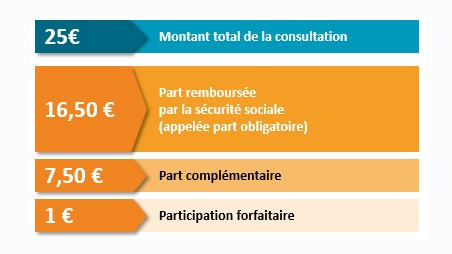 25€ Montant total de la consultation
16,50 € Part remboursée
par la sécurité sociale
(appelée part obligatoire)
7,50 € Part complémentaire
1 € Participation forfaitaire